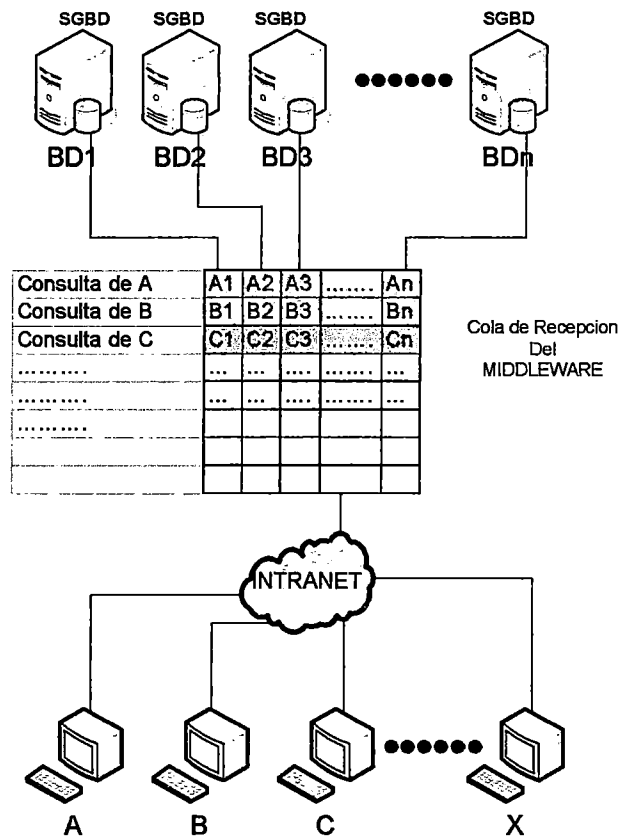 SGBD SGBD SGBD SGBD
BD1 BD2 BD3 BDn
Consulta de A A1 A2 A3 ........ An
Consulta de B B1 B2 B3 ........ Bn
Consulta de C C1 C2 C3 ........ Cn
.......... ... ... .... ........ ...
.......... ... ... .... ........ ...
..........
Cola de Recepcion
Del
MIDDLEWARE
INTRANET
A B C X